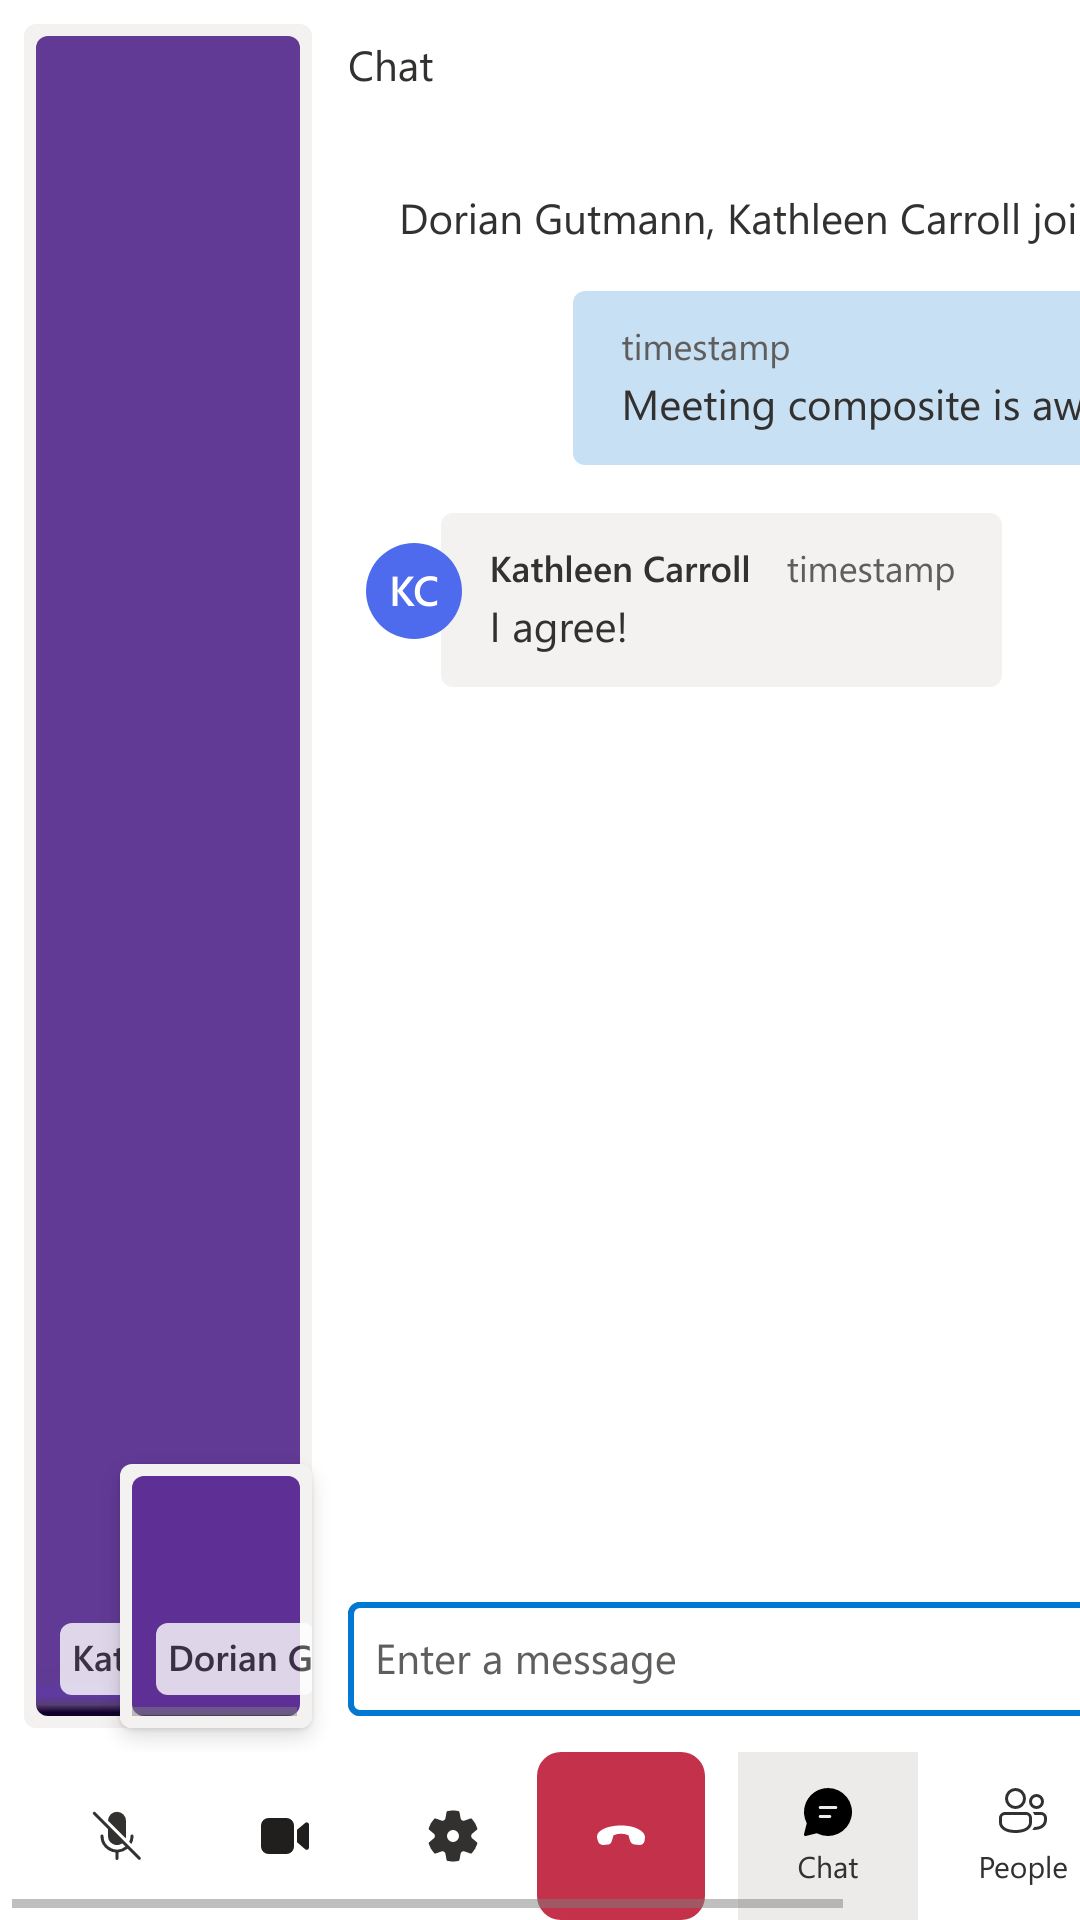 Chat
Dorian Gutmann, Kathleen Carroll joi
timestamp
Meeting composite is aw
KC
Kathleen Carroll timestamp
I agree!
Kat
Dorian G
Enter a message
Chat
People